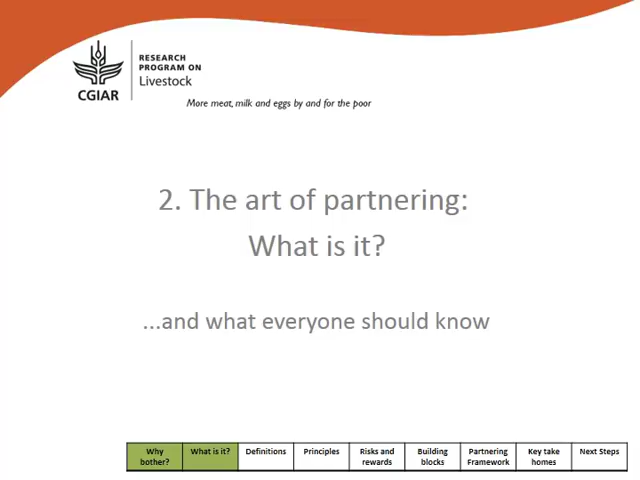 CGIAR
RESEARCH
PROGRAM ON
Livestock
More meat, milk and eggs by and for the poor
2. The art of partnering:
What is it?
...and what everyone should know
Why bother?
What is it?
Definitions
Principles
Risks and rewards
Building blocks
Partnering Framework
Key take homes
Next Steps